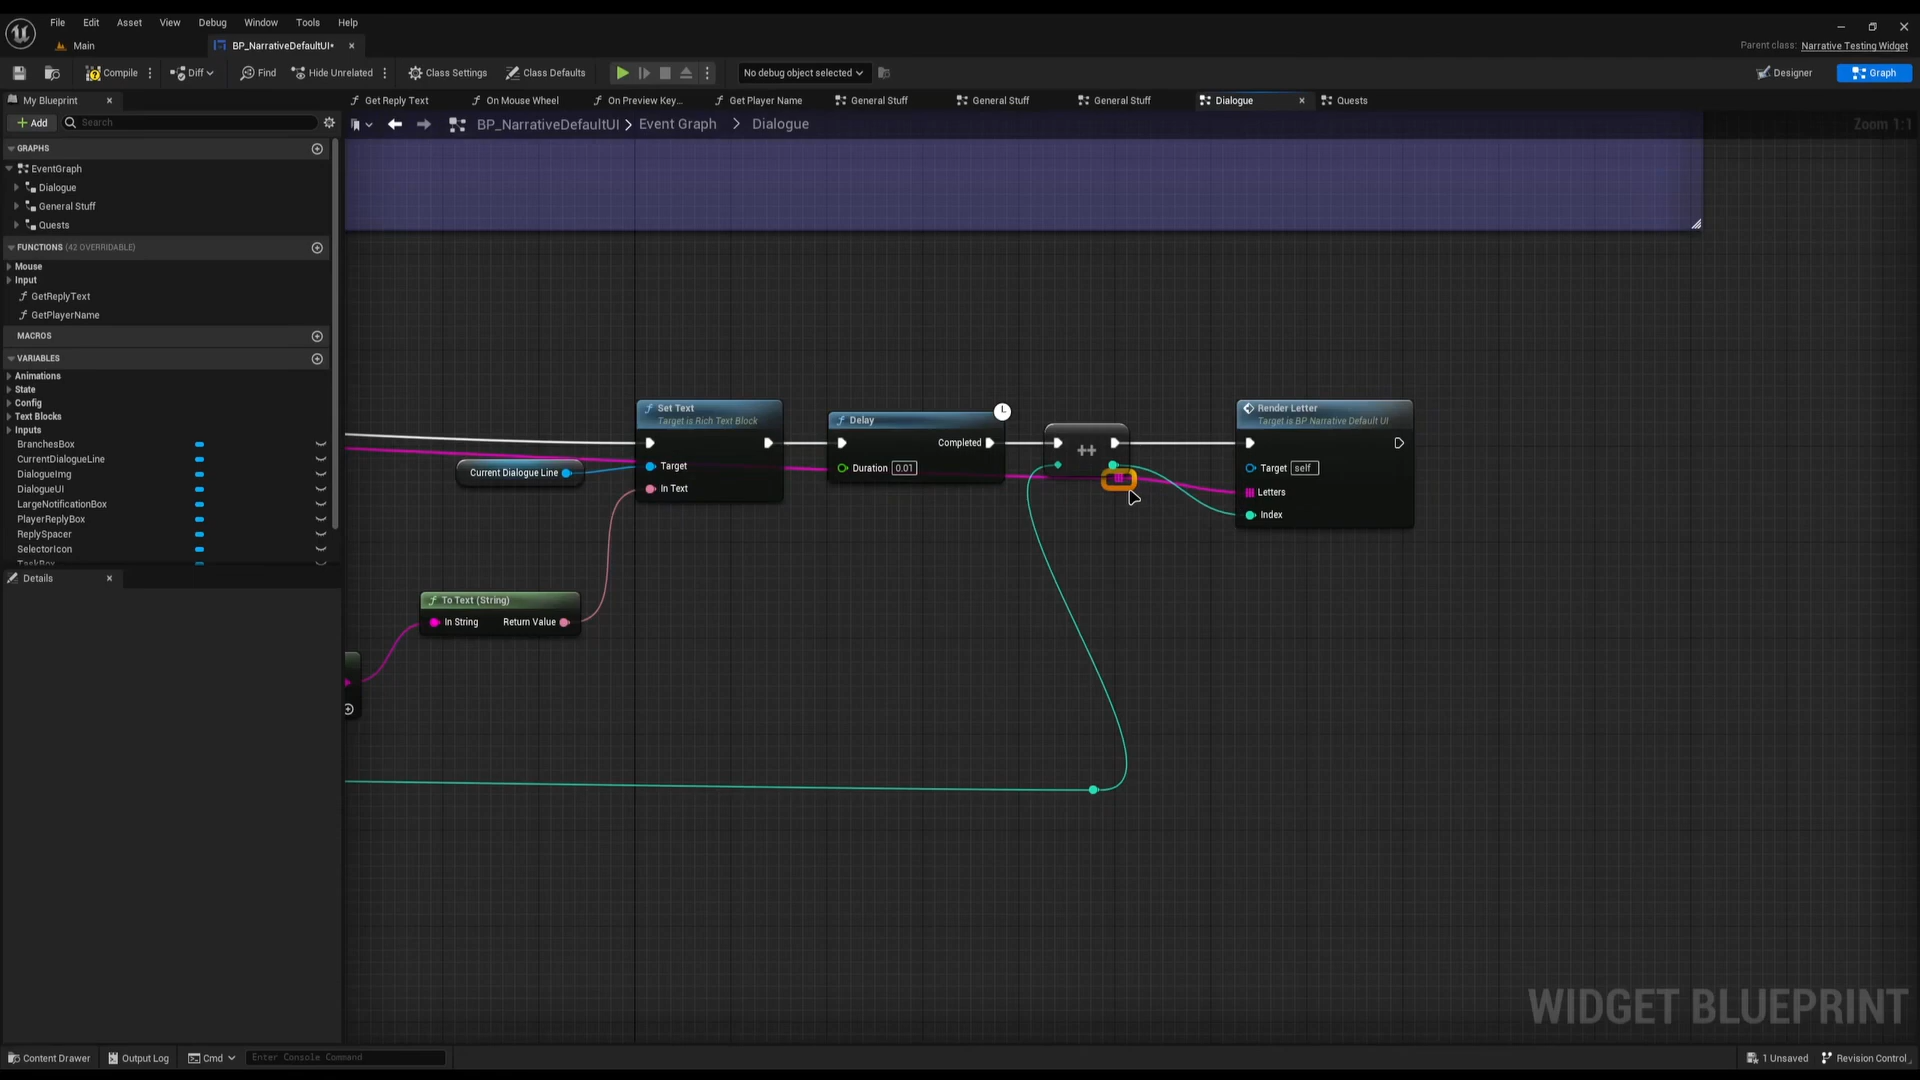 File Edit Asset View Debug Window Tools Help
Main
BP_NarrativeDefaultUI•
Parent class: Narrative Testing Widget
Compile
Diff
Find
Hide Unrelated
Class Settings
Class Defaults
No debug object selected
Designer
Graph
My Blueprint
Get Reply Text
On Mouse Wheel
On Preview Key...
Get Player Name
General Stuff
General Stuff
General Stuff
Dialogue
Quests
Add
Search
BP_NarrativeDefaultUI > Event Graph > Dialogue
Zoom 1:1
GRAPHS
EventGraph
Dialogue
General Stuff
Quests
FUNCTIONS (42 OVERRIDABLE)
Mouse
Input
GetReplyText
GetPlayerName
MACROS
VARIABLES
Animations
State
Config
Text Blocks
Inputs
BranchesBox
CurrentDialogueLine
DialogueImg
DialogueUI
LargeNotificationBox
PlayerReplyBox
ReplySpacer
SelectorIcon
TaskBox
Details
Set Text
Target is Rich Text Block
Target
In Text
Current Dialogue Line
Delay
Completed
Duration 0.01
++
Render Letter
Target is BP Narrative Default UI
Target self
Letters
Index
To Text (String)
In String Return Value
WIDGET BLUEPRINT
Content Drawer
Output Log
Cmd
Enter Console Command
1 Unsaved
Revision Control